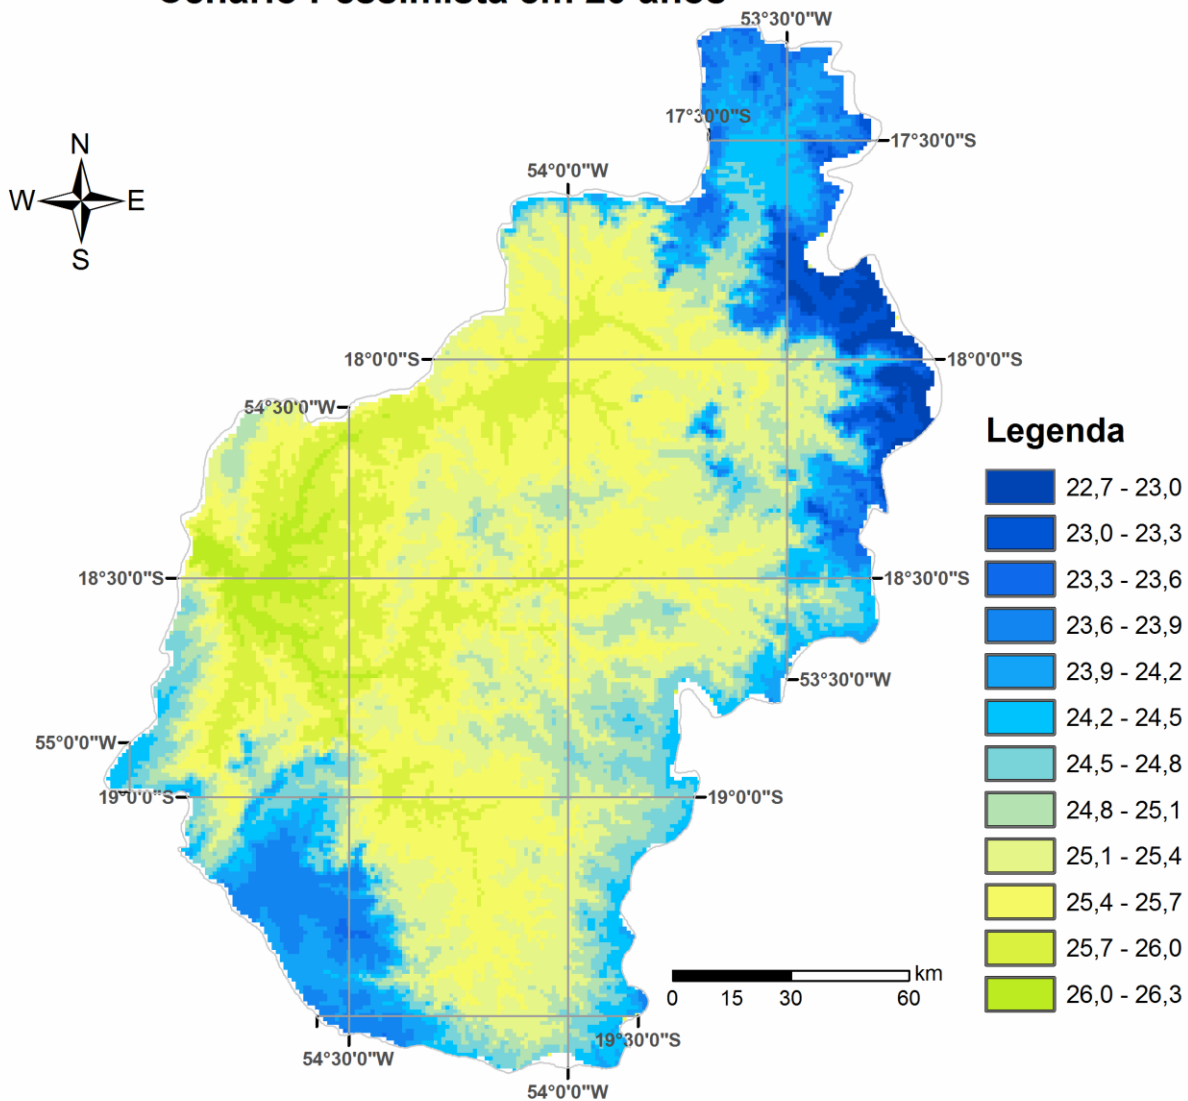 Cenário Pessimista em 20 anos
53°30'0"W
17°30'0"S
17°30'0"S
N
W E
S
54°0'0"W
18°0'0"S
18°0'0"S
54°30'0"W
Legenda
22,7 - 23,0
23,0 - 23,3
23,3 - 23,6
23,6 - 23,9
23,9 - 24,2
24,2 - 24,5
24,5 - 24,8
24,8 - 25,1
25,1 - 25,4
25,4 - 25,7
25,7 - 26,0
26,0 - 26,3
18°30'0"S
18°30'0"S
53°30'0"W
55°0'0"W
19°0'0"S
19°0'0"S
km
0 15 30 60
19°30'0"S
54°30'0"W
54°0'0"W